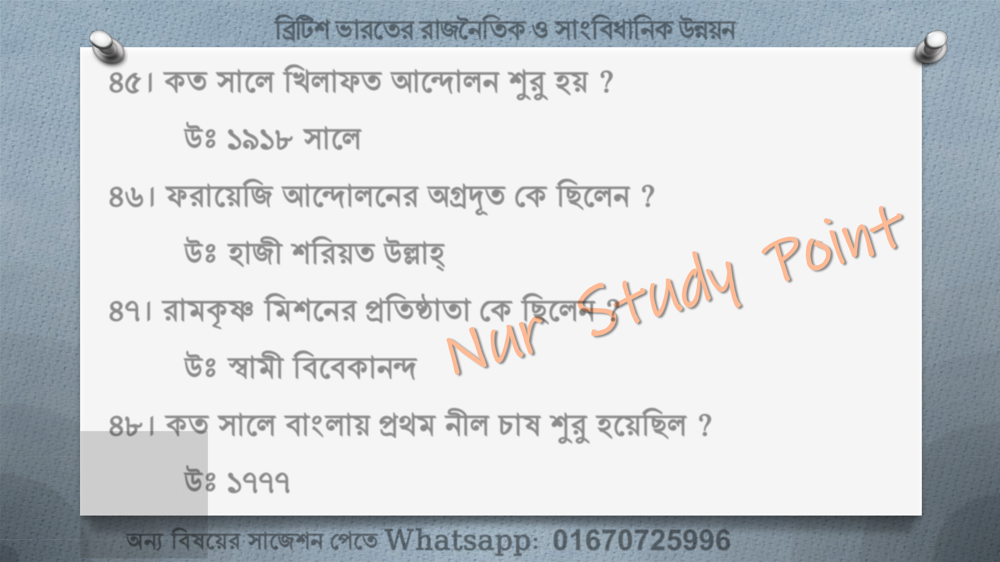 ব্রিটিশ ভারতের রাজনৈতিক ও সাংবিধানিক উন্নয়ন
৪৫। কত সালে খিলাফত আন্দোলন শুরু হয় ?
উঃ ১৯১৮ সালে
৪৬। ফরায়েজি আন্দোলনের অগ্রদূত কে ছিলেন ?
উঃ হাজী শরিয়ত উল্লাহ্
৪৭। রামকৃষ্ণ মিশনের প্রতিষ্ঠাতা কে ছিলেন ?
উঃ স্বামী বিবেকানন্দ
Nur Study Point
৪৮। কত সালে বাংলায় প্রথম নীল চাষ শুরু হয়েছিল ?
উঃ ১৭৭৭
অন্য বিষয়ের সাজেশন পেতে Whatsapp: 01670725996